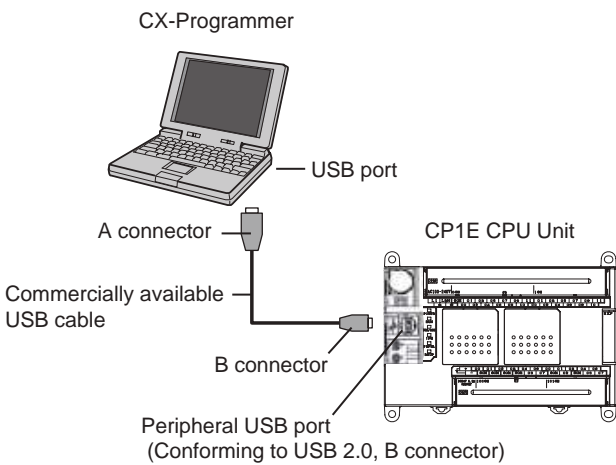 CX-Programmer
USB port
A connector
CP1E CPU Unit
Commercially available
USB cable
B connector
Peripheral USB port
(Conforming to USB 2.0, B connector)